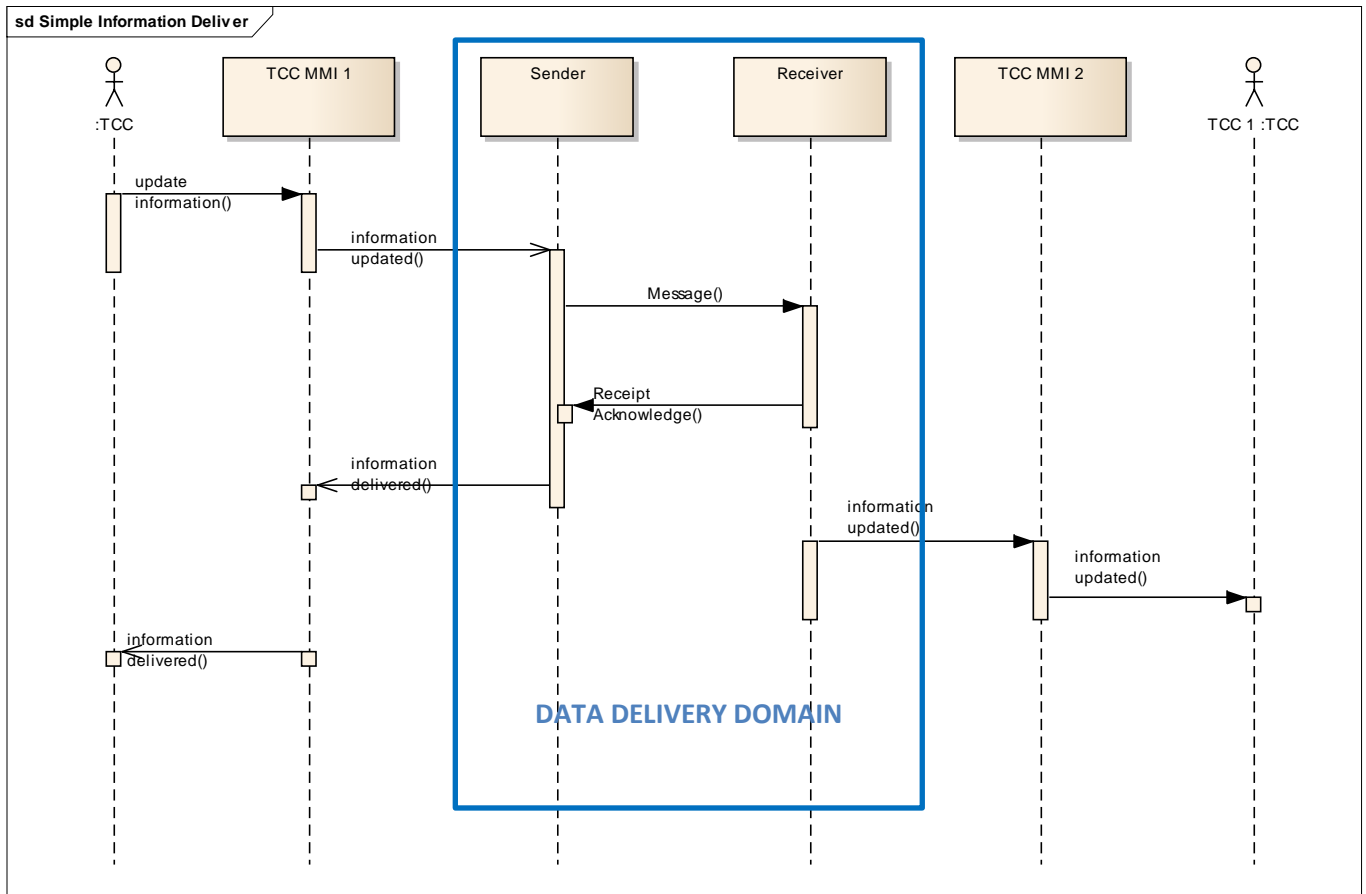 sd Simple Information Deliver
:TCC
TCC MMI 1
Sender
Receiver
TCC MMI 2
TCC 1 :TCC
update
information()
information
updated()
Message()
Receipt
Acknowledge()
information
delivered()
information
updated()
information
updated()
information
delivered()
DATA DELIVERY DOMAIN